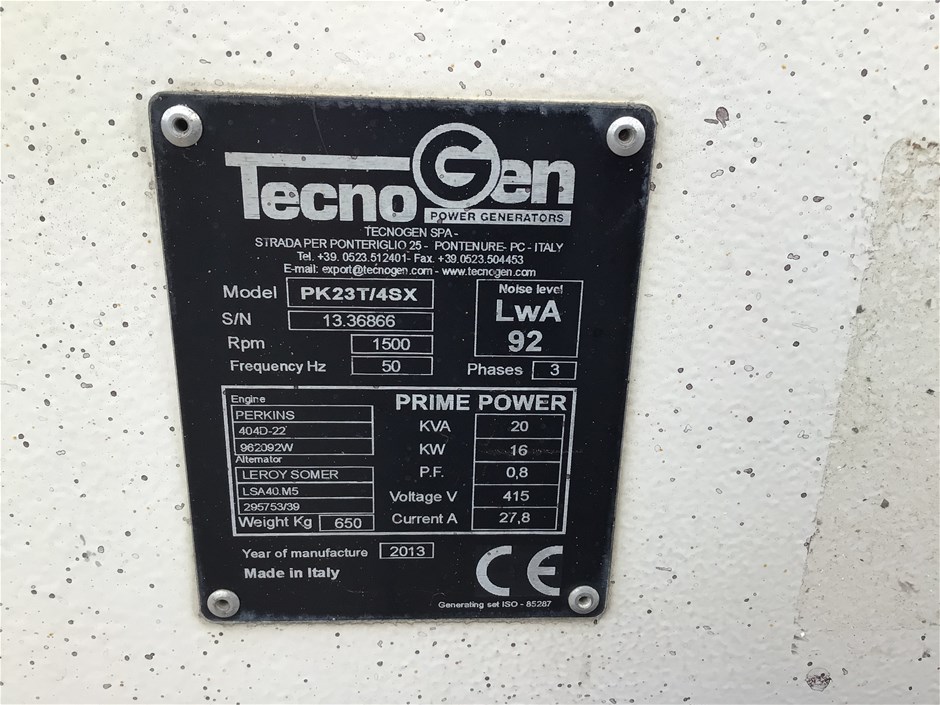 TecnoGen
POWER GENERATORS
TECNOGEN SPA -
STRADA PER PONTERIGLIO 25 - PONTENURE- PC - ITALY
Tel. +39. 0523.512401- Fax. +39.0523.504453
E-mail: export@tecnogen.com - www.tecnogen.com
Model PK23T/4SX
S/N 13.36866
Rpm 1500
Frequency Hz 50
Noise level
LwA
92
Phases 3
Engine
PERKINS
404D-22
962092W
Alternator
LEROY SOMER
LSA40.M5
295753/39
Weight Kg 650
PRIME POWER
KVA 20
KW 16
P.F. 0,8
Voltage V 415
Current A 27,8
Year of manufacture 2013
Made in Italy
CE
Generating set ISO - 85287